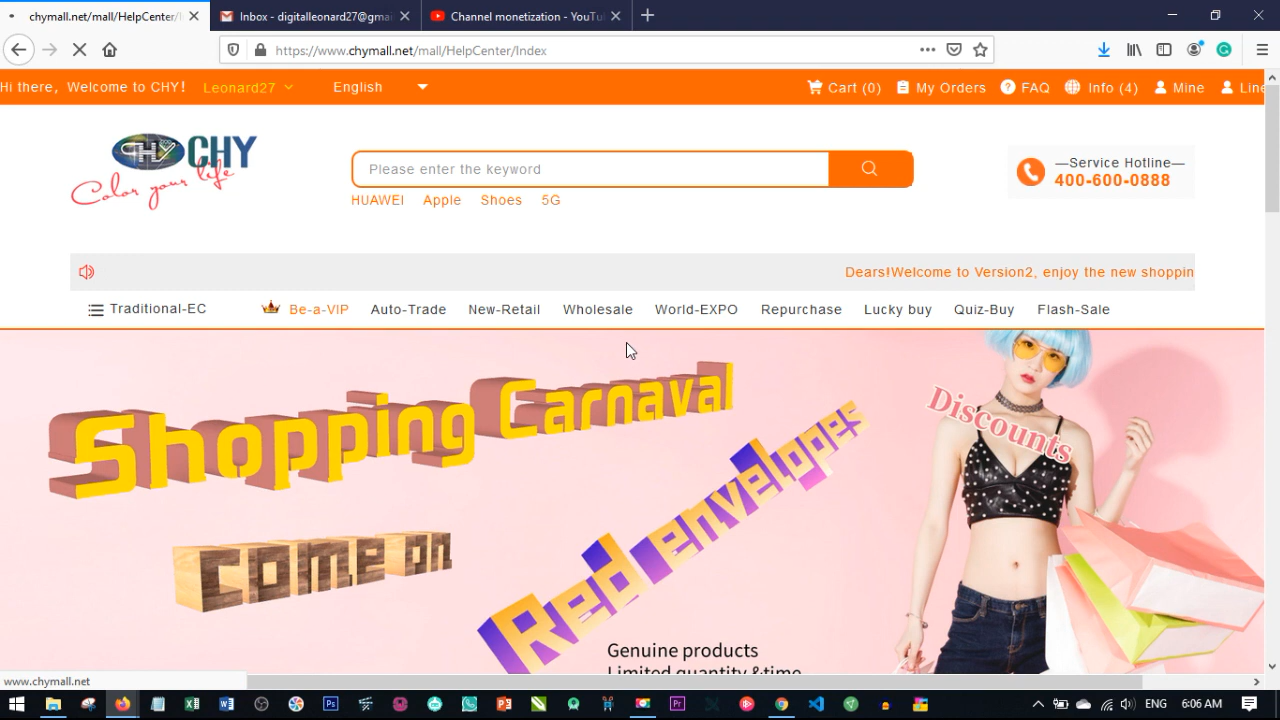 chymall.net/mall/HelpCenter/
Inbox - digitalleonard27@gma
Channel monetization - YouTu
https://www.chymall.net/mall/HelpCenter/Index
Hi there, Welcome to CHY! Leonard27 English Cart (0) My Orders FAQ Info (4) Mine Line
CHY CHY
Color your life
Please enter the keyword
HUAWEI Apple Shoes 5G
—Service Hotline—
400-600-0888
Dears!Welcome to Version2, enjoy the new shoppin
Traditional-EC Be-a-VIP Auto-Trade New-Retail Wholesale World-EXPO Repurchase Lucky buy Quiz-Buy Flash-Sale
Shopping Carnaval
Discounts
come on
Red envelopes
Genuine products
Limited quantity &time
www.chymall.net
ENG 6:06 AM